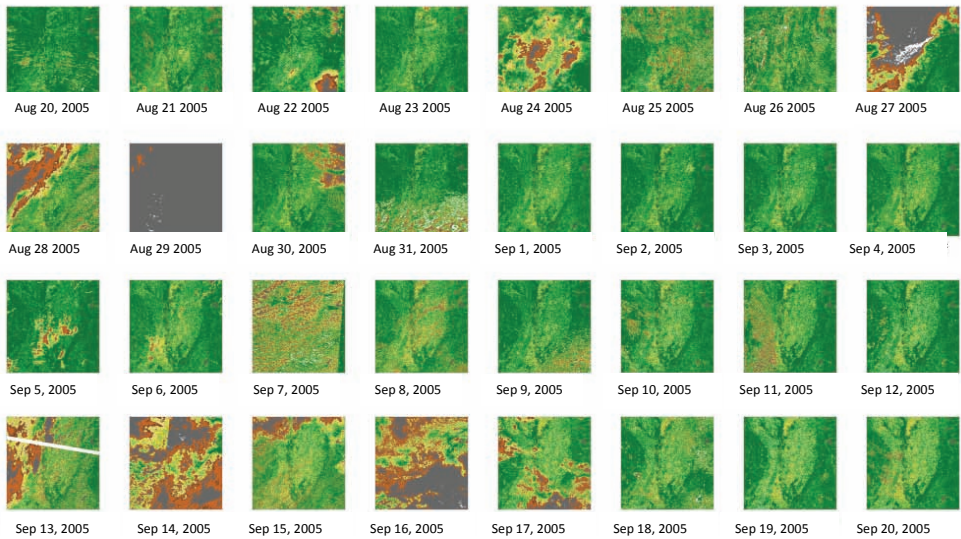 Aug 20, 2005
Aug 21 2005
Aug 22 2005
Aug 23 2005
Aug 24 2005
Aug 25 2005
Aug 26 2005
Aug 27 2005
Aug 28 2005
Aug 29 2005
Aug 30, 2005
Aug 31, 2005
Sep 1, 2005
Sep 2, 2005
Sep 3, 2005
Sep 4, 2005
Sep 5, 2005
Sep 6, 2005
Sep 7, 2005
Sep 8, 2005
Sep 9, 2005
Sep 10, 2005
Sep 11, 2005
Sep 12, 2005
Sep 13, 2005
Sep 14, 2005
Sep 15, 2005
Sep 16, 2005
Sep 17, 2005
Sep 18, 2005
Sep 19, 2005
Sep 20, 2005